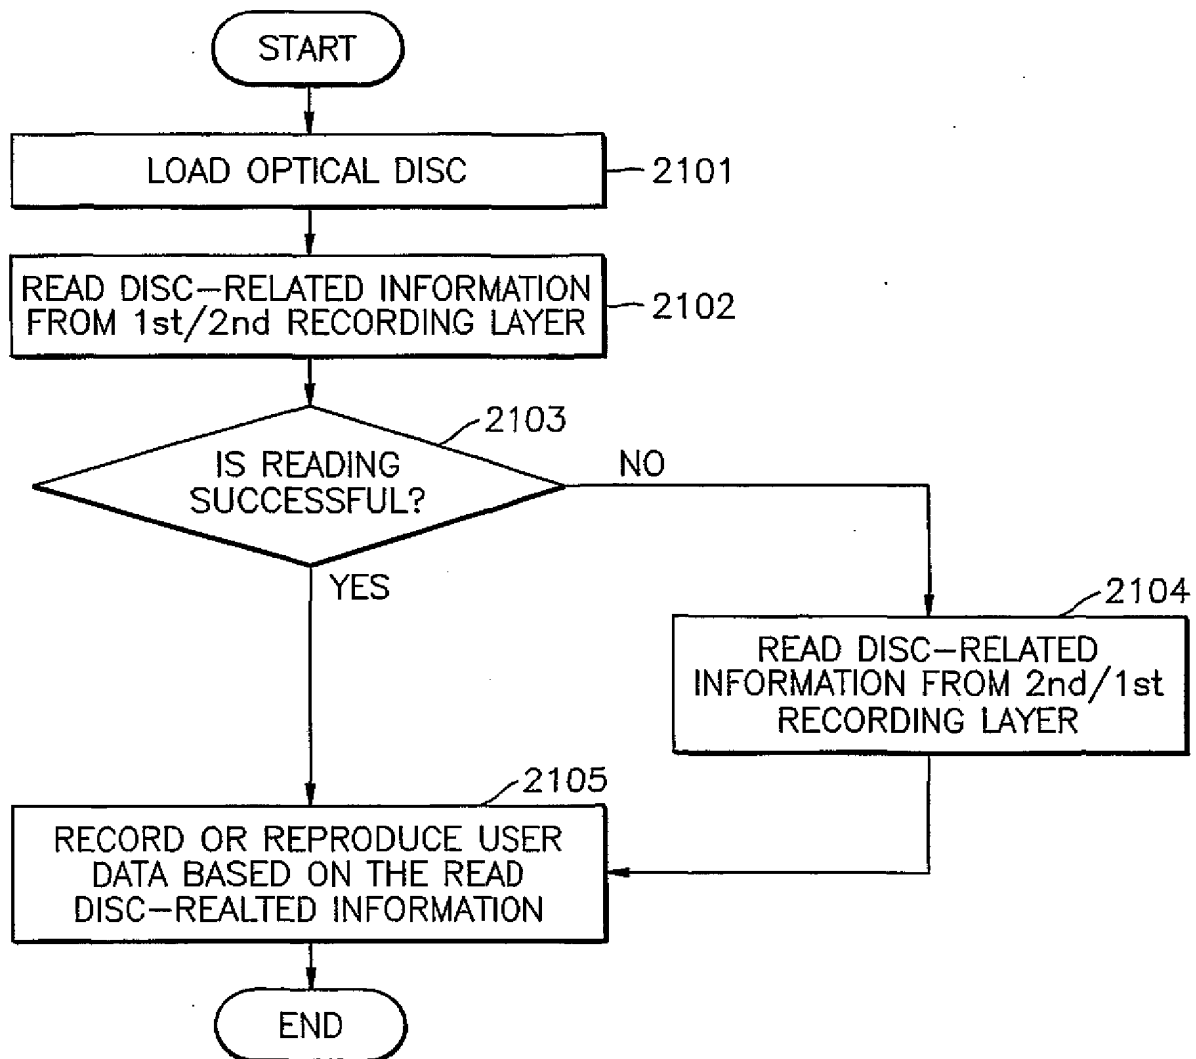 START
LOAD OPTICAL DISC
2101
READ DISC-RELATED INFORMATION
FROM 1st/2nd RECORDING LAYER
2102
2103
IS READING
SUCCESSFUL?
NO
YES
2104
READ DISC-RELATED
INFORMATION FROM 2nd/1st
RECORDING LAYER
2105
RECORD OR REPRODUCE USER
DATA BASED ON THE READ
DISC-REALTED INFORMATION
END